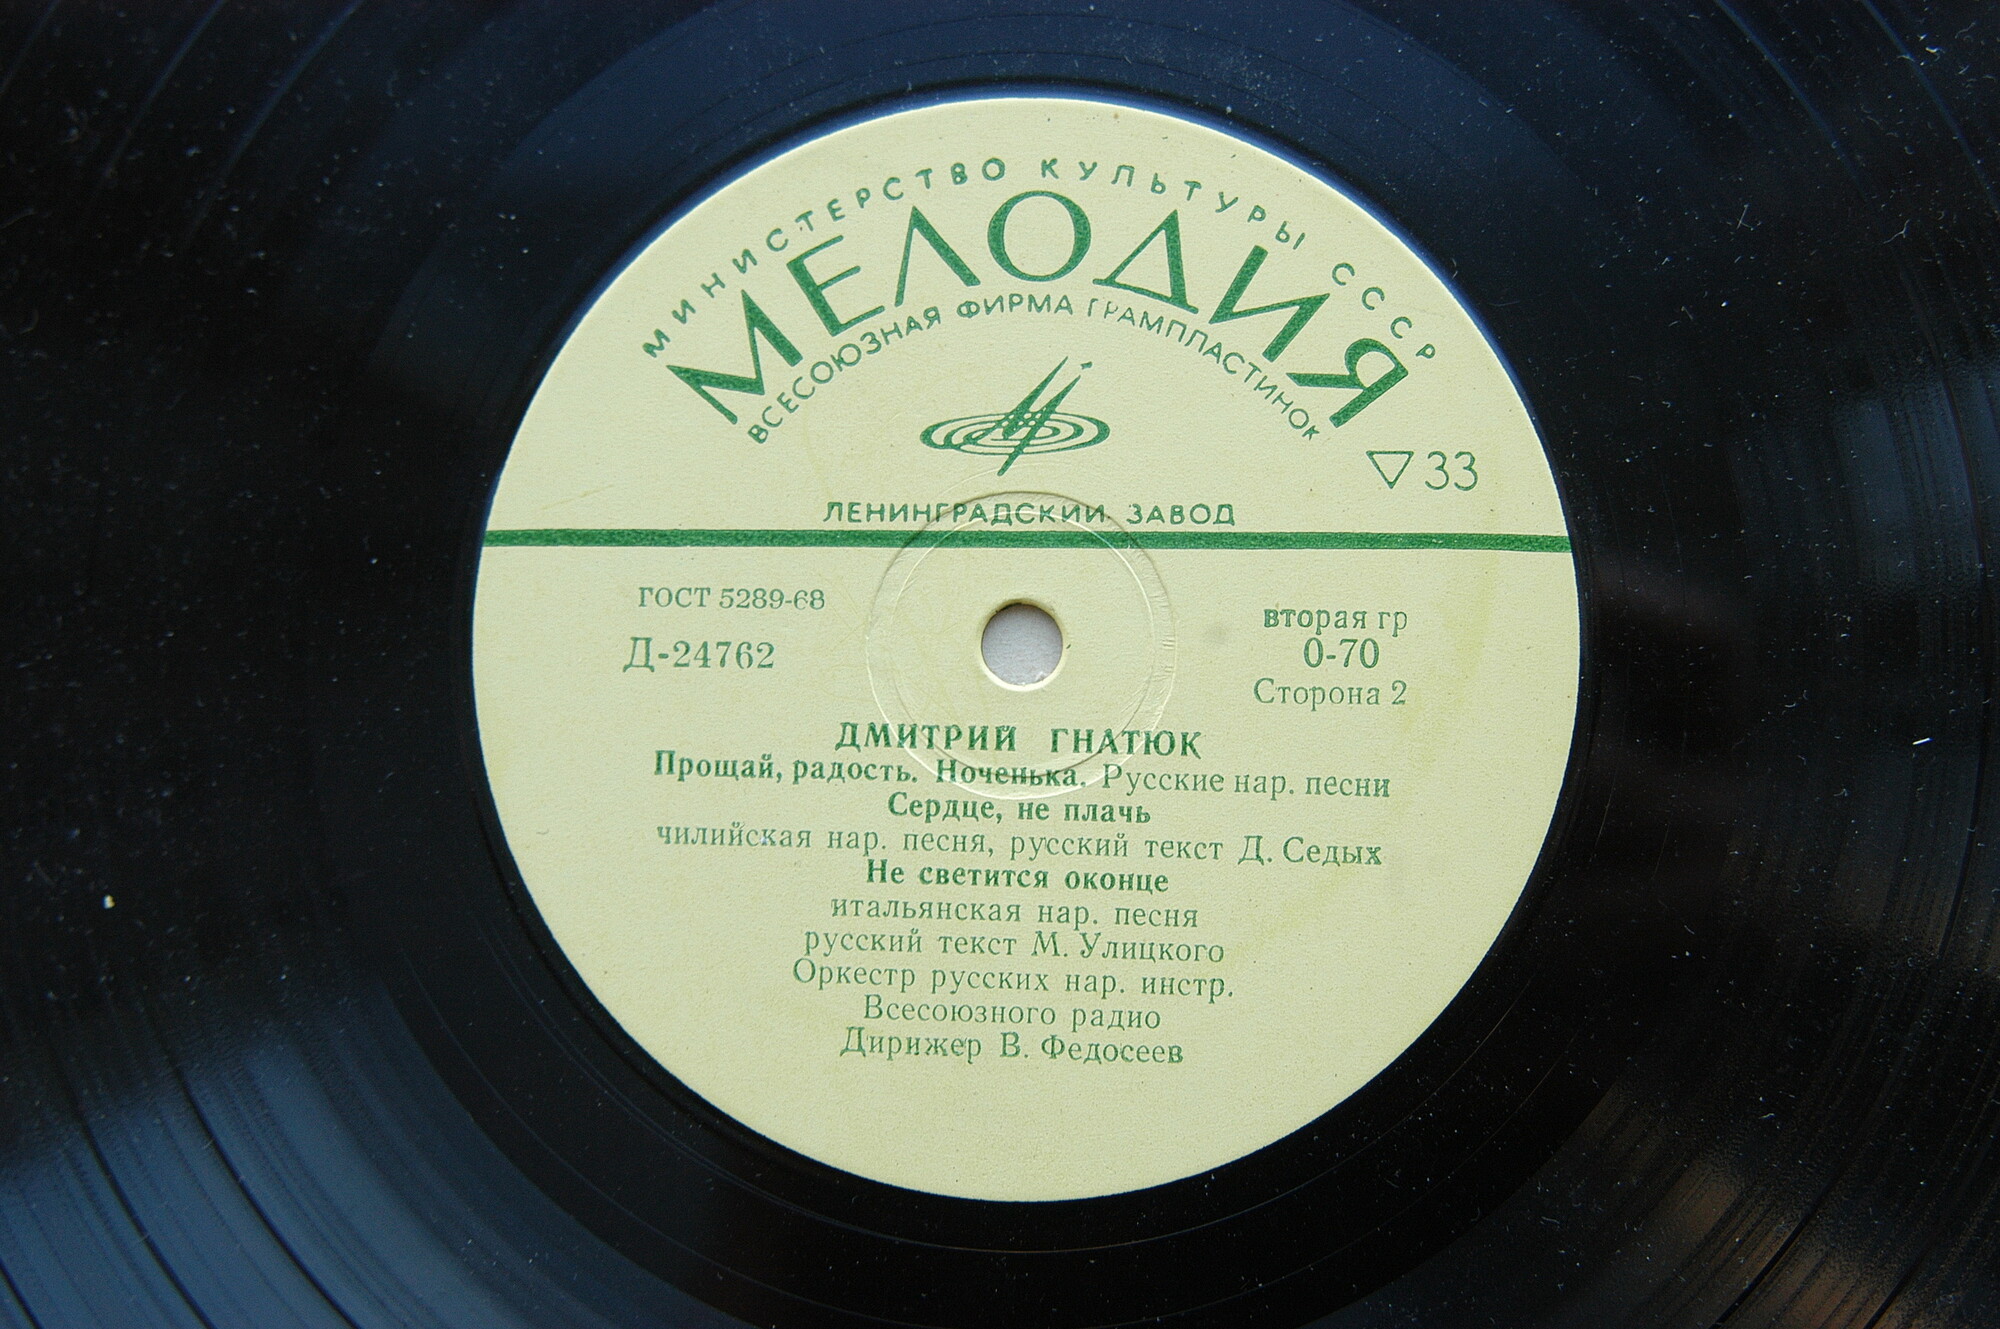 МИНИСТЕРСТВО КУЛЬТУРЫ СССР
МЕЛОДИЯ
ВСЕСОЮЗНАЯ ФИРМА ГРАМПЛАСТИНОК
33
ЛЕНИНГРАДСКИЙ ЗАВОД
ГОСТ 5289-68
Д-24762
вторая гр
0-70
Сторона 2
ДМИТРИЙ ГНАТЮК
Прощай, радость. Ноченька. Русские нар. песни
Сердце, не плачь
чилийская нар. песня, русский текст Д. Седых
Не светится оконце
итальянская нар. песня
русский текст М. Улицкого
Оркестр русских нар. инстр.
Всесоюзного радио
Дирижер В. Федосеев